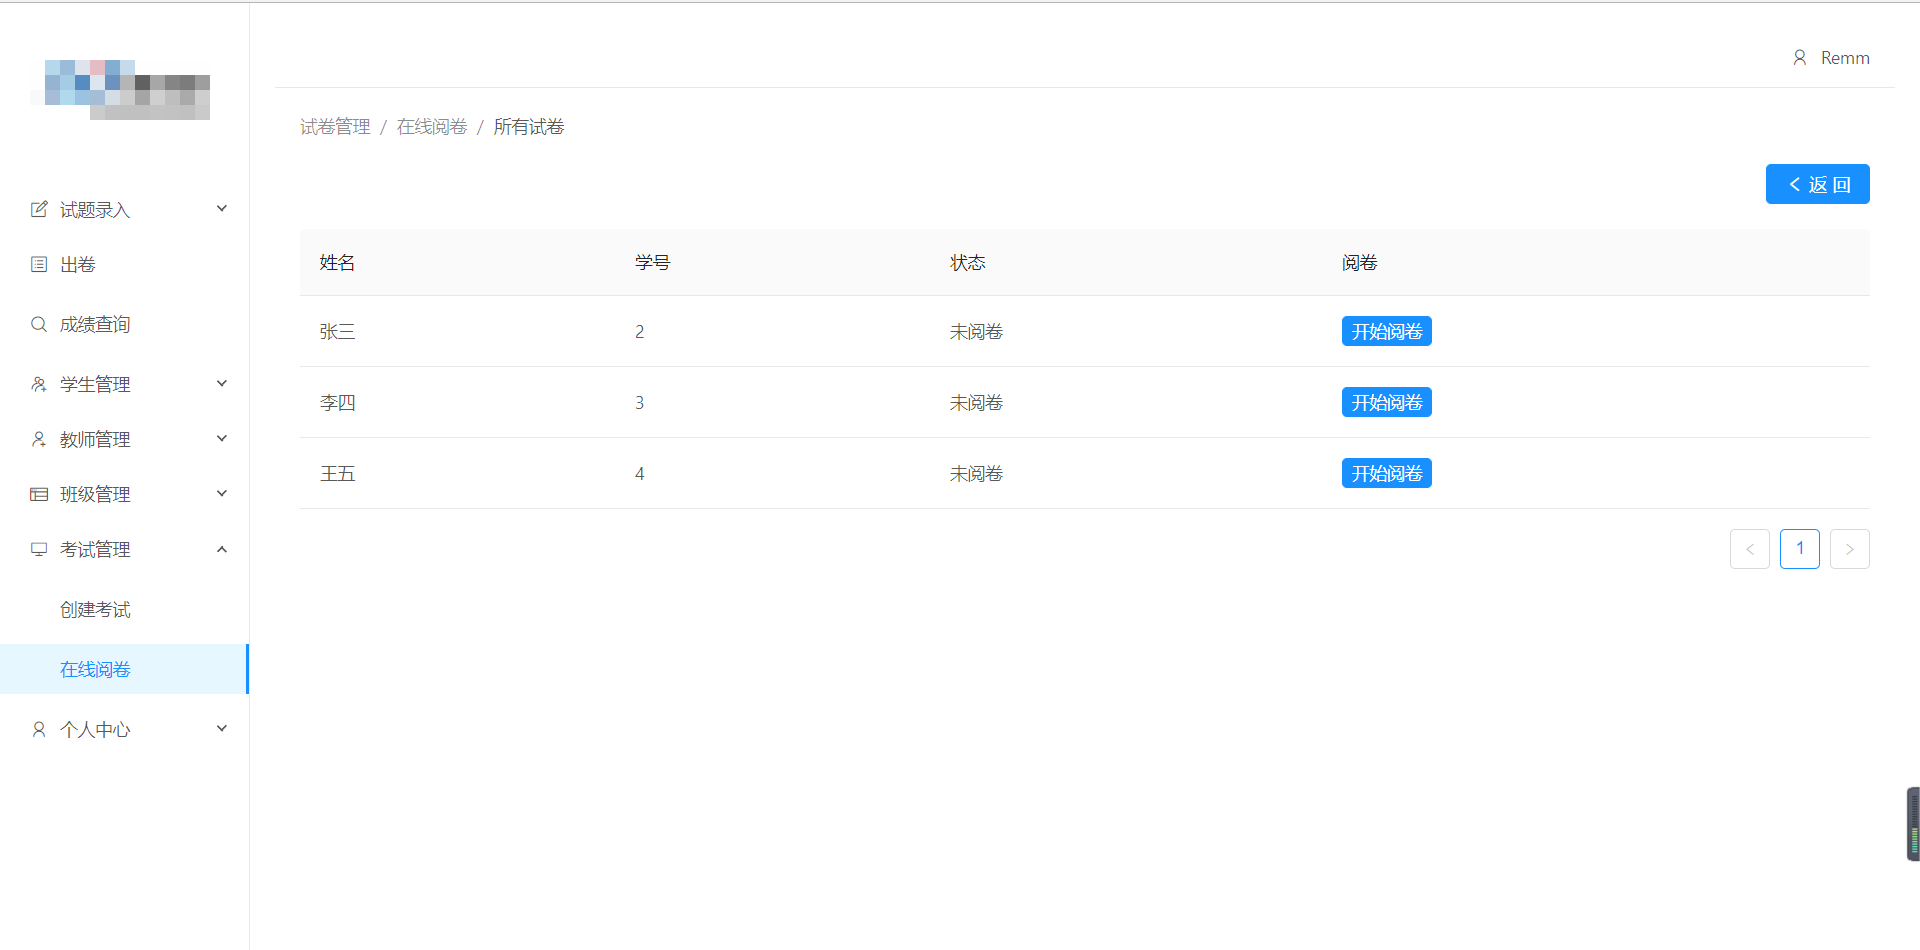 Remm
试卷管理 / 在线阅卷 / 所有试卷
返 回
试题录入
出卷
成绩查询
学生管理
教师管理
班级管理
考试管理
创建考试
在线阅卷
个人中心
姓名 学号 状态 阅卷
张三 2 未阅卷 开始阅卷
李四 3 未阅卷 开始阅卷
王五 4 未阅卷 开始阅卷
1